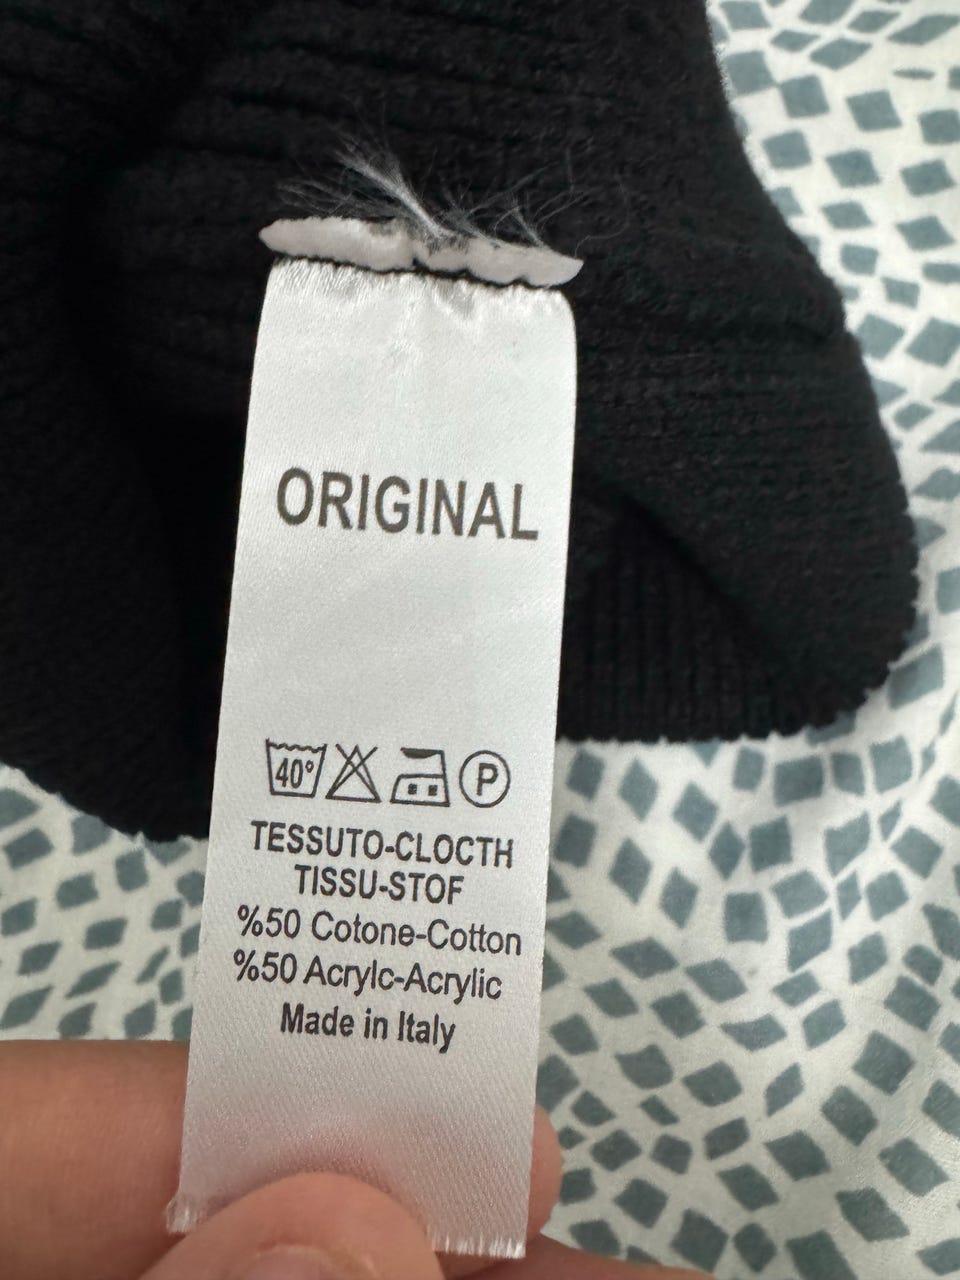 ORIGINAL
40° P
TESSUTO-CLOCTH
TISSU-STOF
%50 Cotone-Cotton
%50 Acrylc-Acrylic
Made in Italy